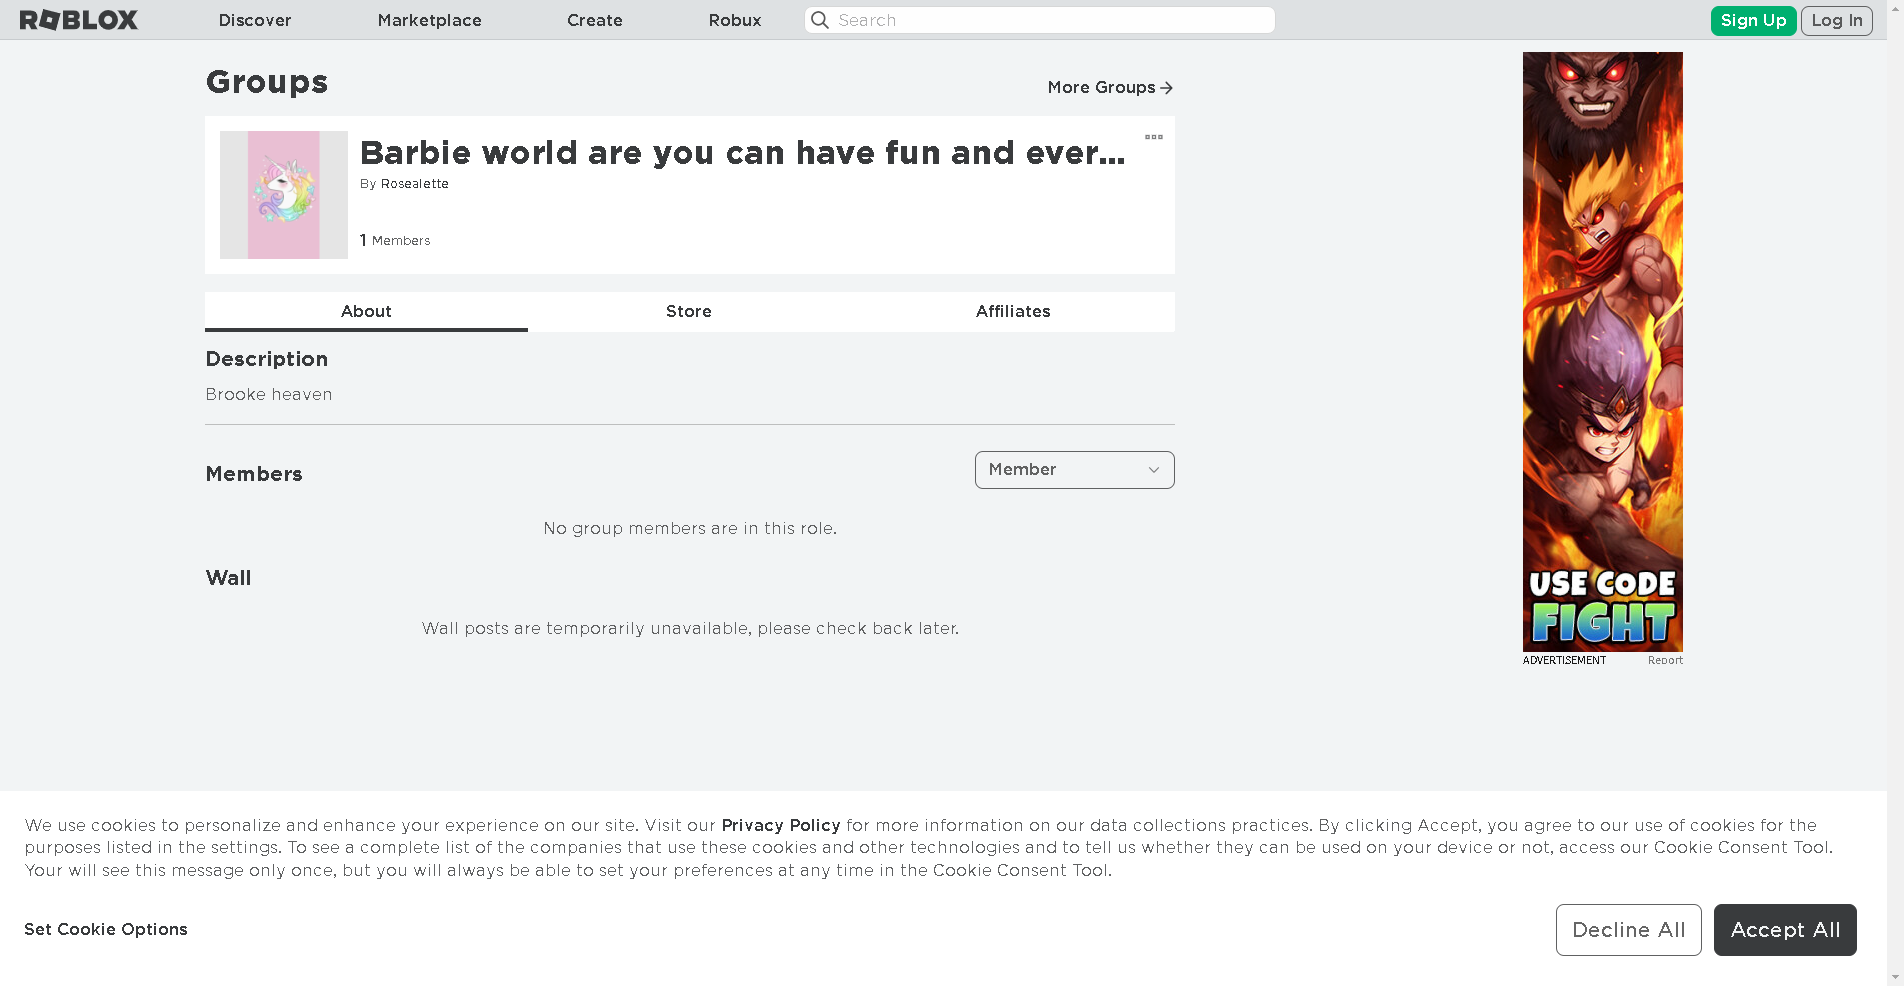 ROBLOX
Discover
Marketplace
Create
Robux
Search
Sign Up
Log In
Groups
More Groups
Barbie world are you can have fun and ever...
By Rosealette
1 Members
About
Store
Affiliates
Description
Brooke heaven
Members
Member
No group members are in this role.
Wall
Wall posts are temporarily unavailable, please check back later.
USE CODE
FIGHT
ADVERTISEMENT
Report
We use cookies to personalize and enhance your experience on our site. Visit our Privacy Policy for more information on our data collections practices. By clicking Accept, you agree to our use of cookies for the
purposes listed in the settings. To see a complete list of the companies that use these cookies and other technologies and to tell us whether they can be used on your device or not, access our Cookie Consent Tool.
Your will see this message only once, but you will always be able to set your preferences at any time in the Cookie Consent Tool.
Set Cookie Options
Decline All
Accept All